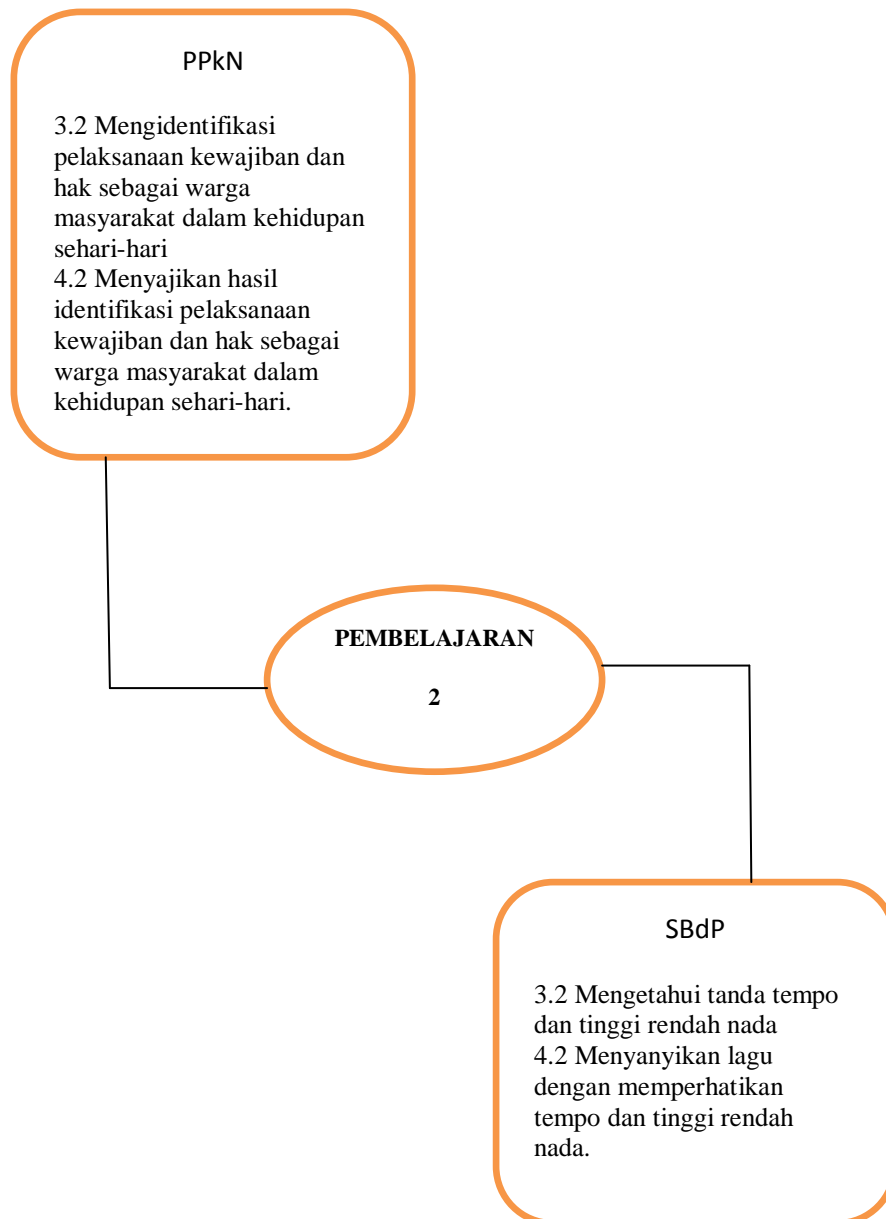 PPkN
3.2 Mengidentifikasi
pelaksanaan kewajiban dan
hak sebagai warga
masyarakat dalam kehidupan
sehari-hari
4.2 Menyajikan hasil
identifikasi pelaksanaan
kewajiban dan hak sebagai
warga masyarakat dalam
kehidupan sehari-hari.
PEMBELAJARAN
2
SBdP
3.2 Mengetahui tanda tempo
dan tinggi rendah nada
4.2 Menyanyikan lagu
dengan memperhatikan
tempo dan tinggi rendah
nada.